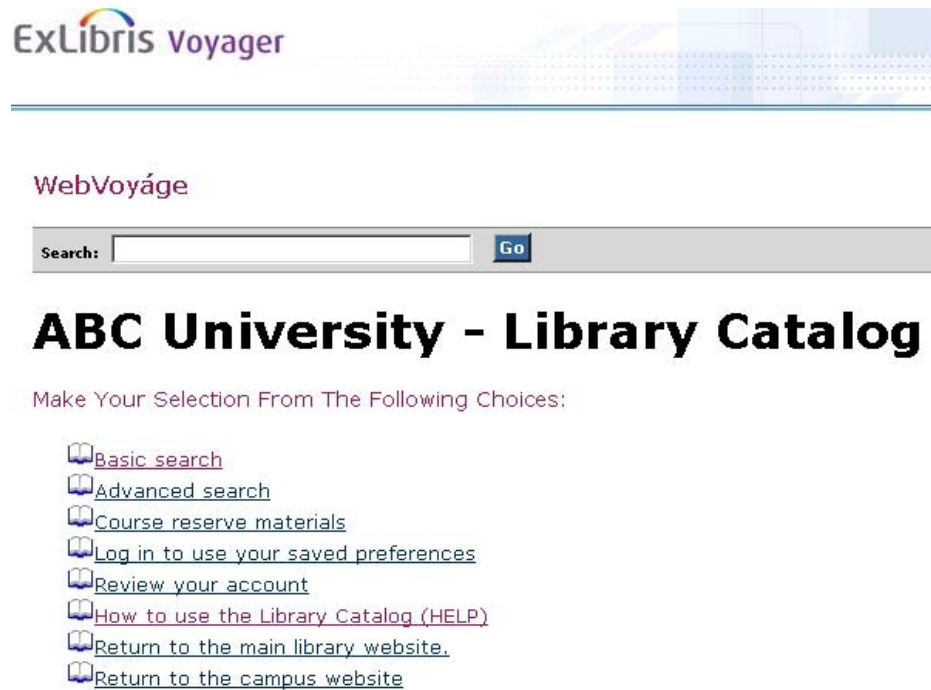 ExLibris Voyager
WebVoyáge
Search: Go
ABC University - Library Catalog
Make Your Selection From The Following Choices:
Basic search
Advanced search
Course reserve materials
Log in to use your saved preferences
Review your account
How to use the Library Catalog (HELP)
Return to the main library website.
Return to the campus website